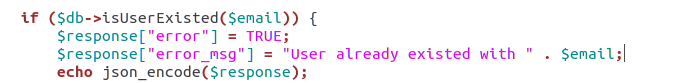 if ($db->isUserExisted($email)) {
    $response["error"] = TRUE;
    $response["error_msg"] = "User already existed with " . $email;
    echo json_encode($response);